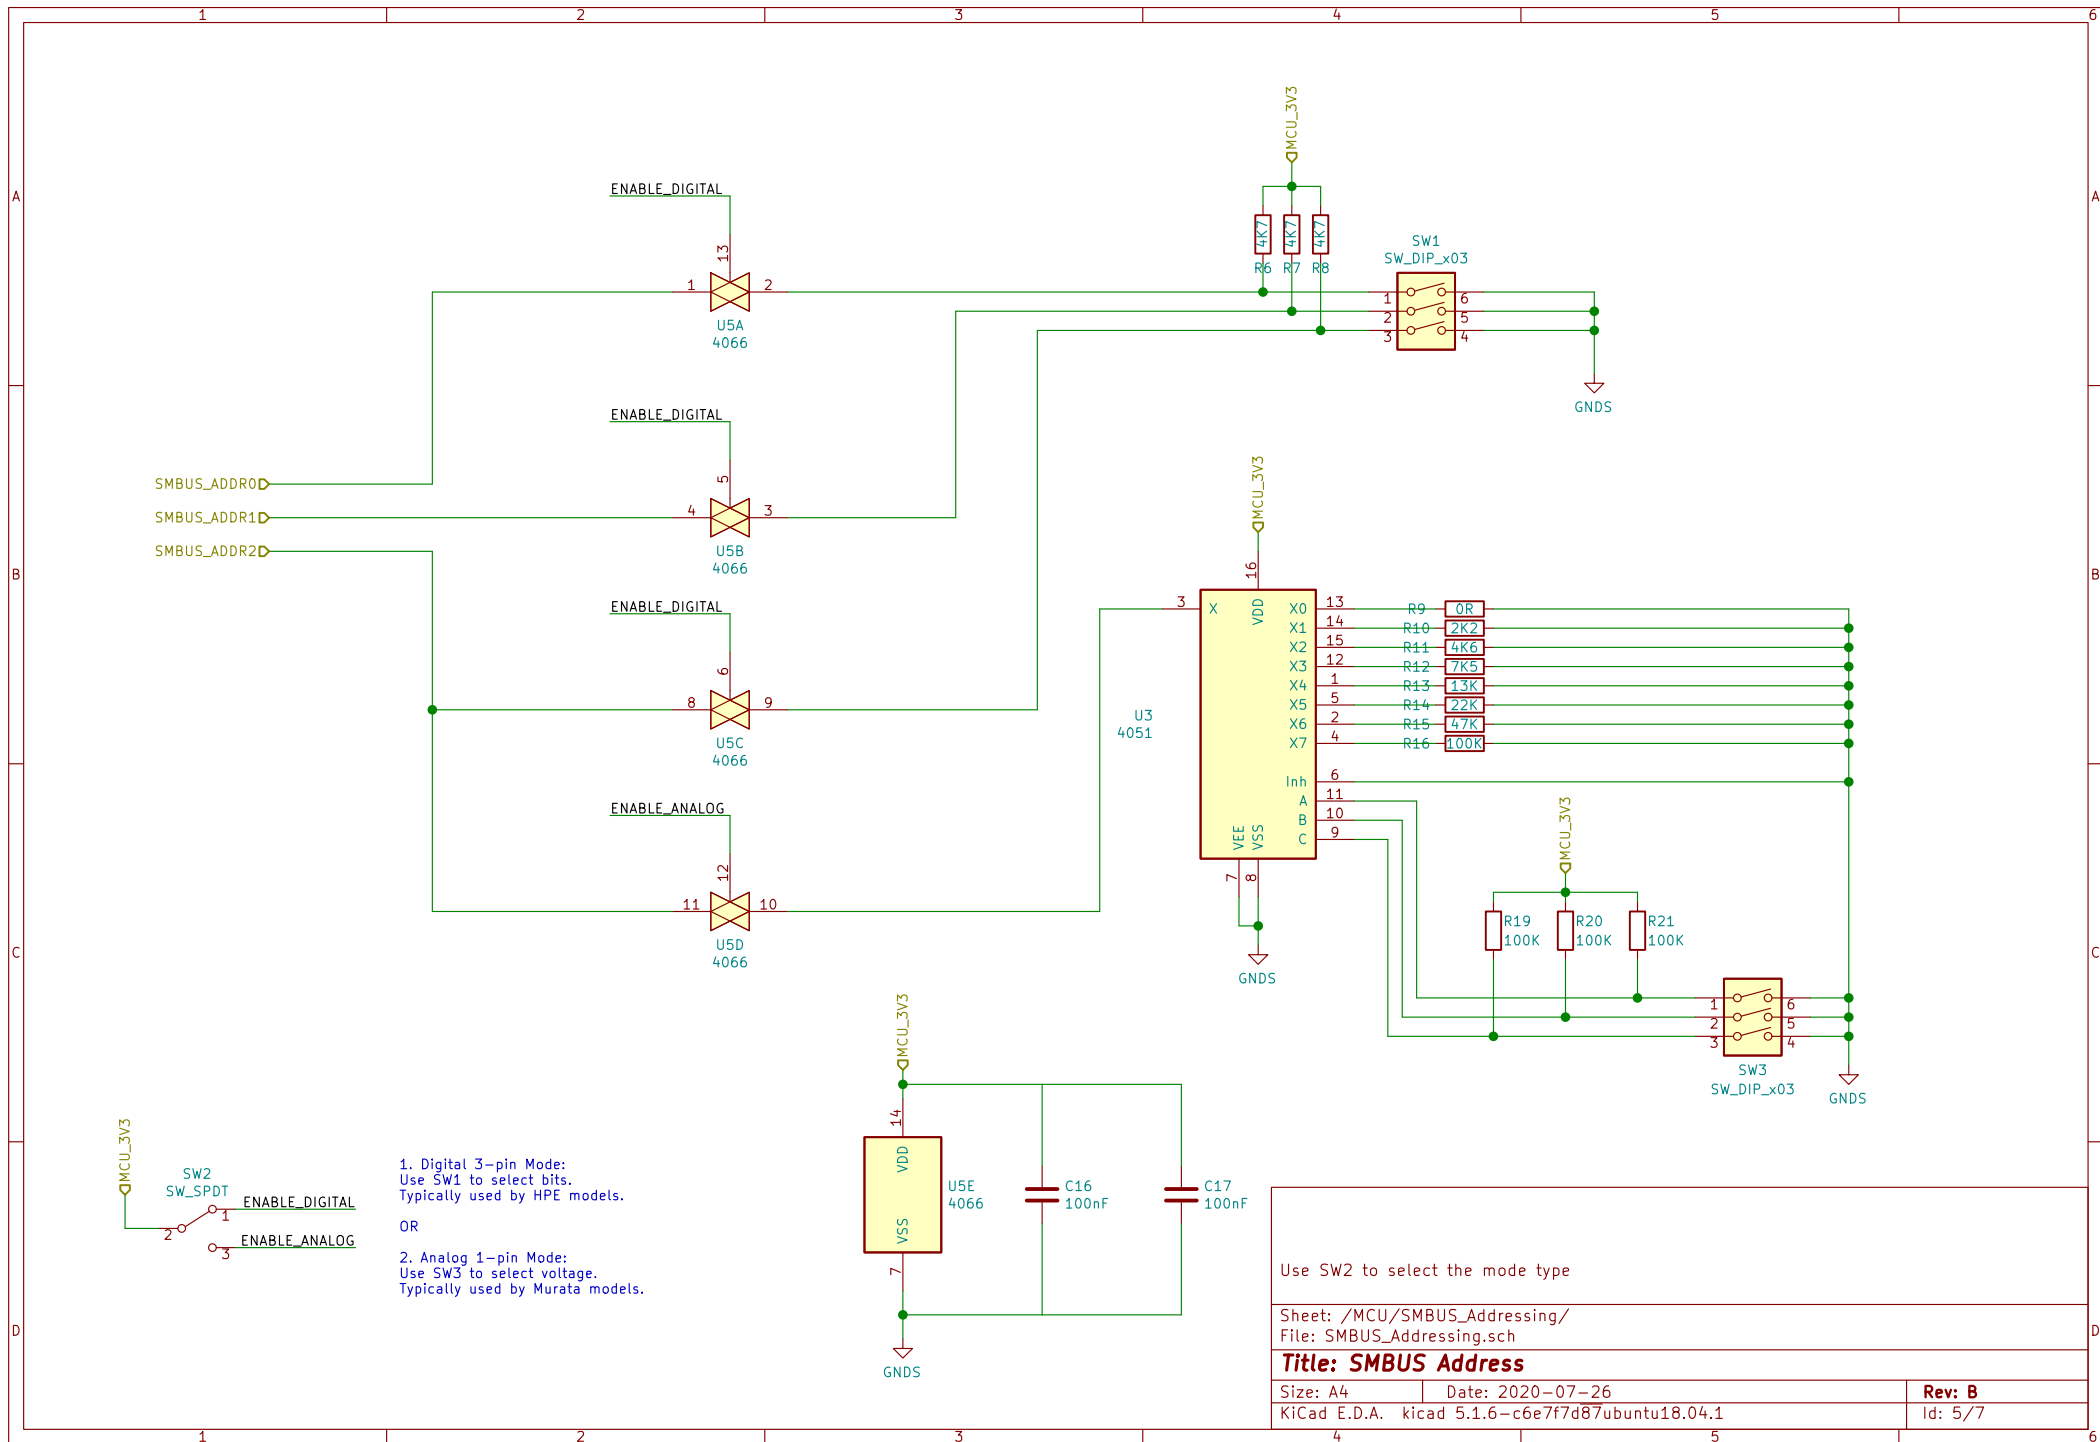 1 2 3 4 5 6
MCU_3V3
A A
ENABLE_DIGITAL
13
4K7 4K7 4K7
R6 R7 R8
SW1
SW_DIP_x03
1 2
U5A
4066
1 6
2 5
3 4
GNDS
ENABLE_DIGITAL
5
SMBUS_ADDR0
SMBUS_ADDR1
SMBUS_ADDR2
4 3
U5B
4066
MCU_3V3
16
B B
ENABLE_DIGITAL
6
8 9
U5C
4066
3 X
VDD
X0 13 R9 0R
X1 14 R10 2K2
X2 15 R11 4K6
X3 12 R12 7K5
X4 1 R13 13K
X5 5 R14 22K
X6 2 R15 47K
X7 4 R16 100K
U3
4051
Inh 6
A 11
B 10
C 9
VEE VSS
7 8
GNDS
ENABLE_ANALOG
12
11 10
U5D
4066
MCU_3V3
R19 R20 R21
100K 100K 100K
C C
1 6
2 5
3 4
SW3
SW_DIP_x03
GNDS
MCU_3V3
14
VDD
VSS
U5E
4066
7
GNDS
C16
100nF
C17
100nF
MCU_3V3
SW2
SW_SPDT
ENABLE_DIGITAL
1
2
ENABLE_ANALOG
3
1. Digital 3-pin Mode:
Use SW1 to select bits.
Typically used by HPE models.
OR
2. Analog 1-pin Mode:
Use SW3 to select voltage.
Typically used by Murata models.
D D
Use SW2 to select the mode type
Sheet: /MCU/SMBUS_Addressing/
File: SMBUS_Addressing.sch
Title: SMBUS Address
Size: A4 Date: 2020-07-26 Rev: B
KiCad E.D.A. kicad 5.1.6-c6e7f7d87ubuntu18.04.1 Id: 5/7
1 2 3 4 5 6